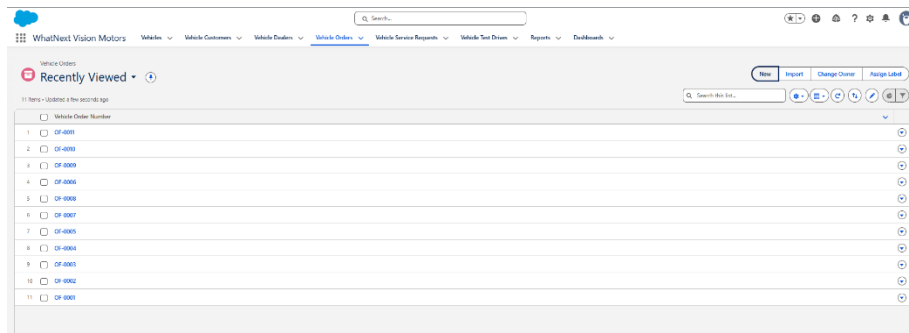 Search...
WhatNext Vision Motors Vehicles Vehicle Customers Vehicle Dealers Vehicle Orders Vehicle Service Requests Vehicle Test Drives Reports Dashboards
Vehicle Orders
Recently Viewed
New Import Change Owner Assign Label
11 items • Updated a few seconds ago
Search this list...
Vehicle Order Number
1 OF-0011
2 OF-0010
3 OF-0009
4 OF-0006
5 OF-0008
6 OF-0007
7 OF-0005
8 OF-0004
9 OF-0003
10 OF-0002
11 OF-0001